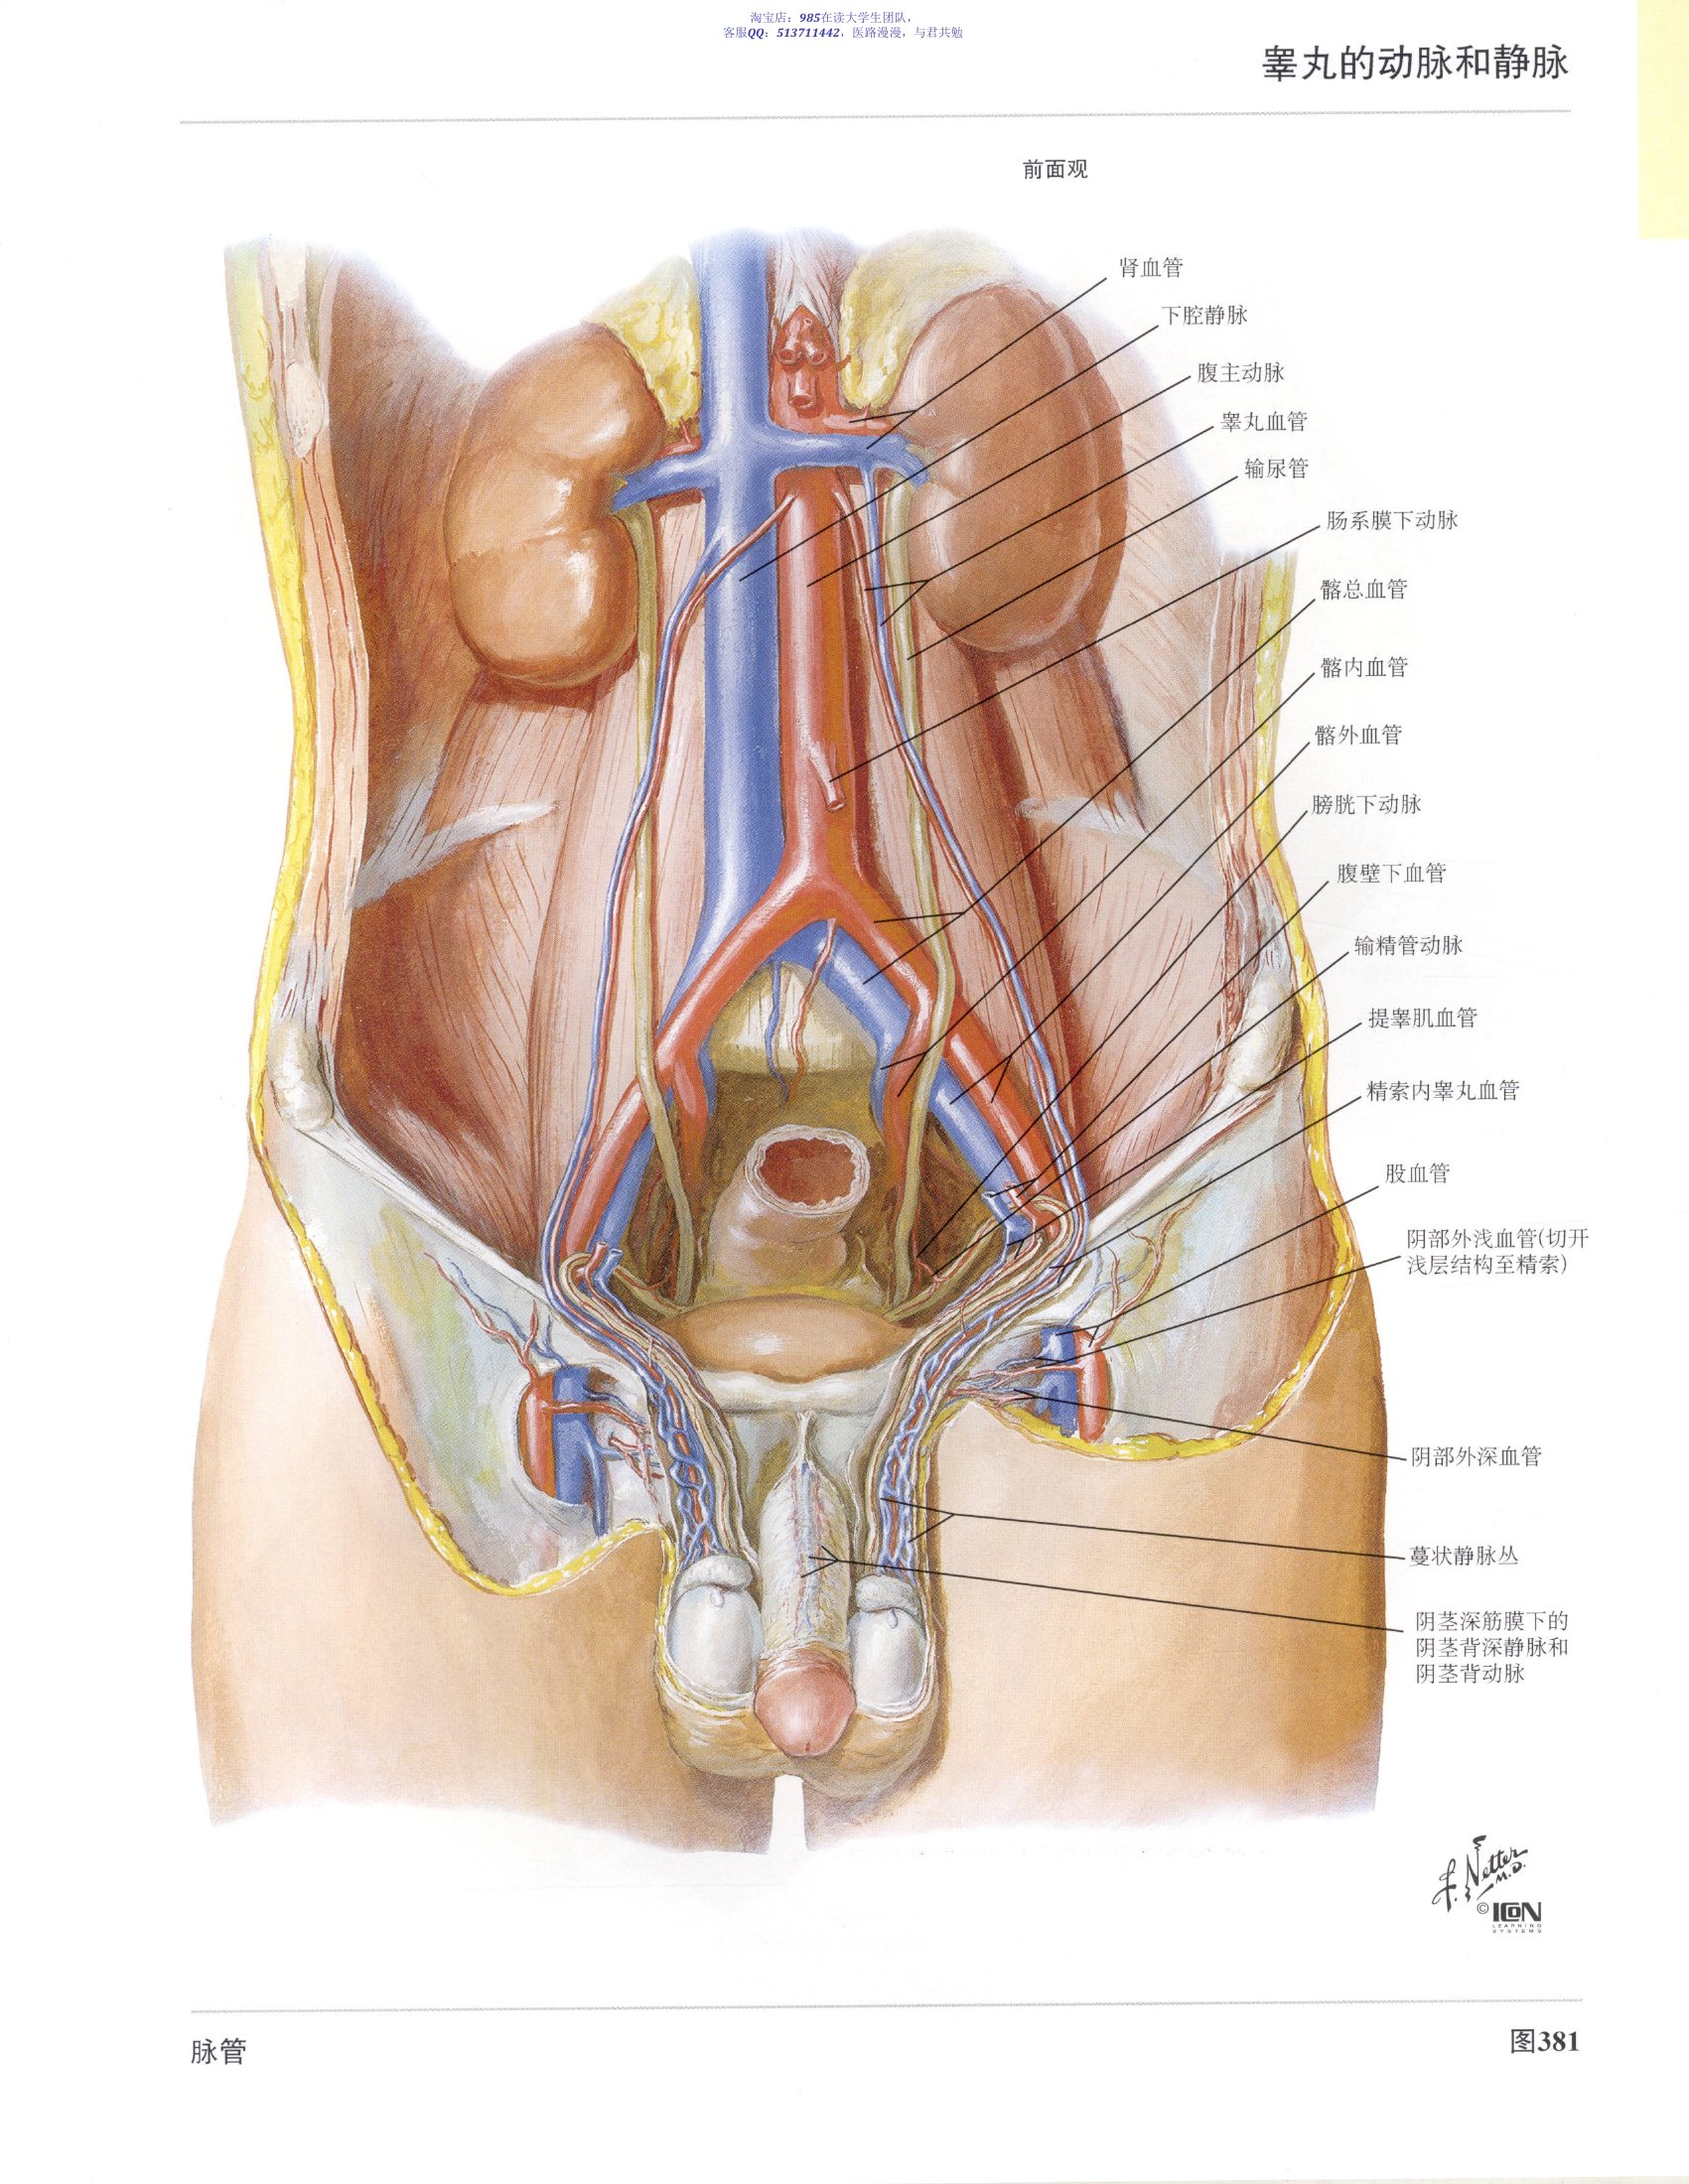 淘宝店：985在读大学生团队，
客服QQ：513711442，医路漫漫，与君共勉
睾丸的动脉和静脉
前面观
肾血管
下腔静脉
腹主动脉
睾丸血管
输尿管
肠系膜下动脉
髂总血管
髂内血管
髂外血管
膀胱下动脉
腹壁下血管
输精管动脉
提睾肌血管
精索内睾丸血管
股血管
阴部外浅血管(切开
浅层结构至精索)
阴部外深血管
蔓状静脉丛
阴茎深筋膜下的
阴茎背深静脉和
阴茎背动脉
F. Netter
M.D.
© ICON
LEARNING
SYSTEMS
脉管
图381